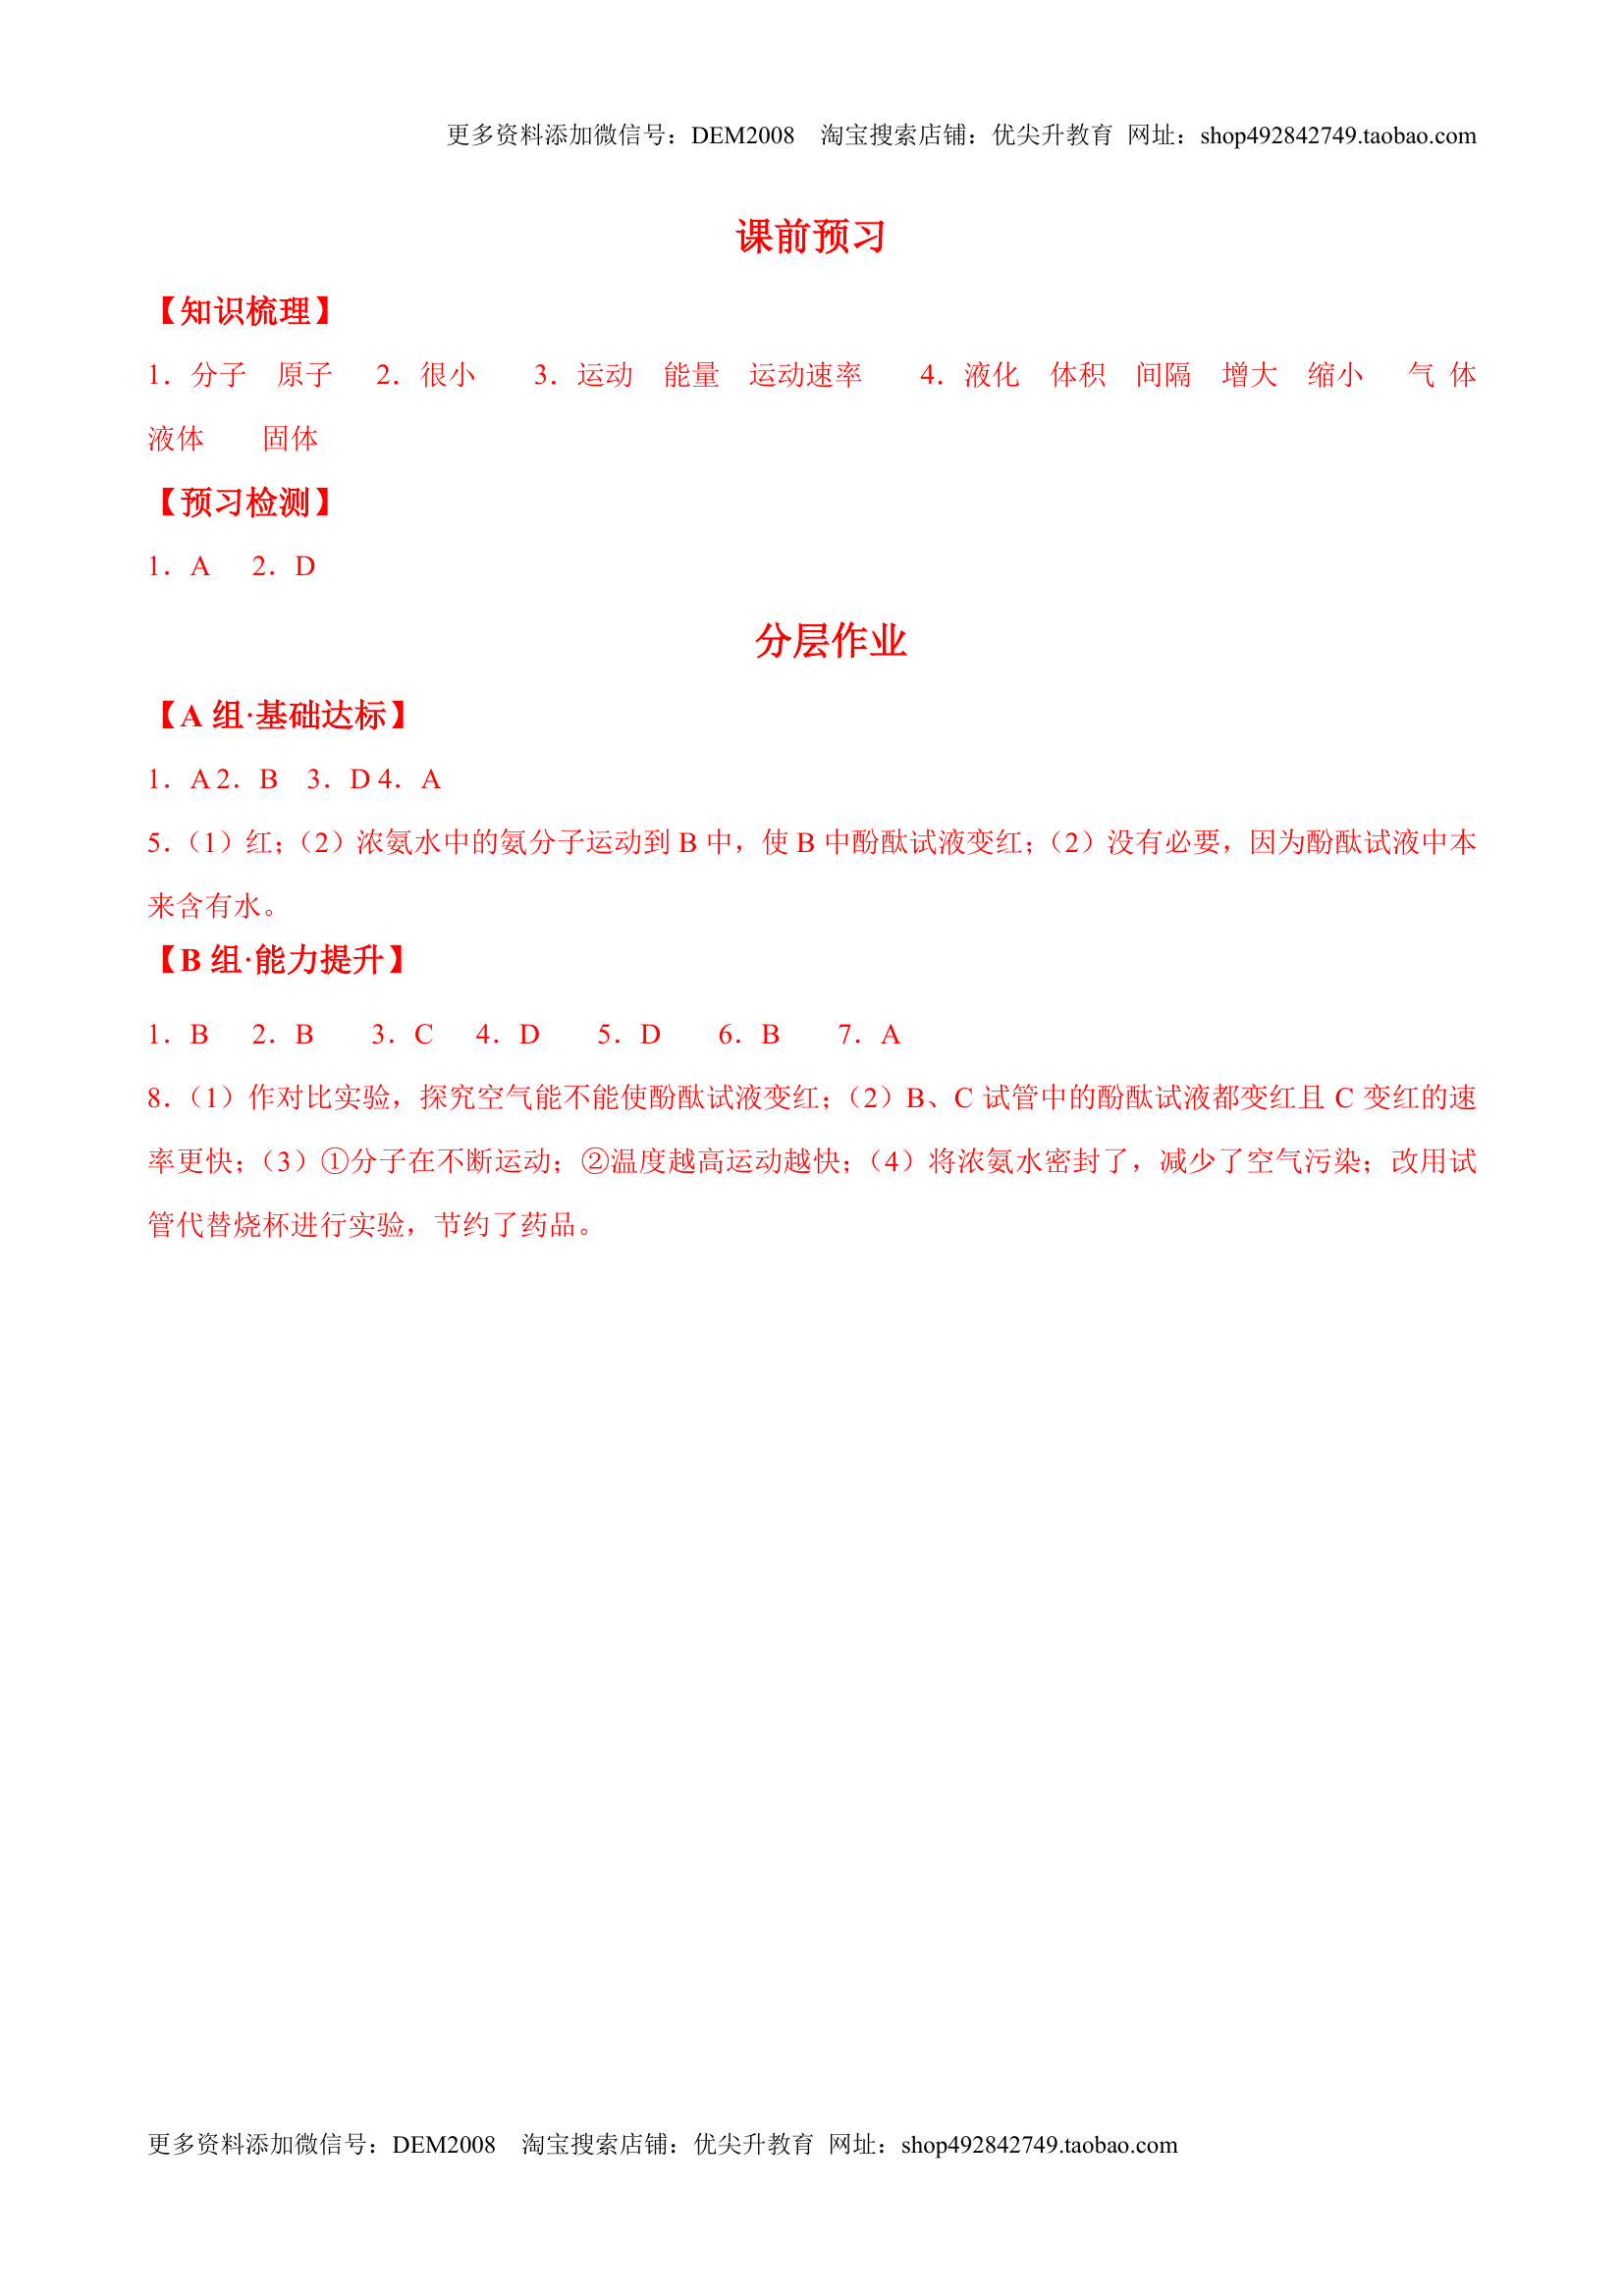 更多资料添加微信号：DEM2008 淘宝搜索店铺：优尖升教育 网址：shop492842749.taobao.com
课前预习
【知识梳理】
1．分子 原子 2．很小 3．运动 能量 运动速率 4．液化 体积 间隔 增大 缩小 气 体
液体 固体
【预习检测】
1．A 2．D
分层作业
【A 组·基础达标】
1．A 2．B 3．D 4．A
5．（1）红；（2）浓氨水中的氨分子运动到 B 中，使 B 中酚酞试液变红；（2）没有必要，因为酚酞试液中本
来含有水。
【B 组·能力提升】
1．B 2．B 3．C 4．D 5．D 6．B 7．A
8．（1）作对比实验，探究空气能不能使酚酞试液变红；（2）B、C 试管中的酚酞试液都变红且 C 变红的速
率更快；（3）①分子在不断运动；②温度越高运动越快；（4）将浓氨水密封了，减少了空气污染；改用试
管代替烧杯进行实验，节约了药品。
更多资料添加微信号：DEM2008 淘宝搜索店铺：优尖升教育 网址：shop492842749.taobao.com